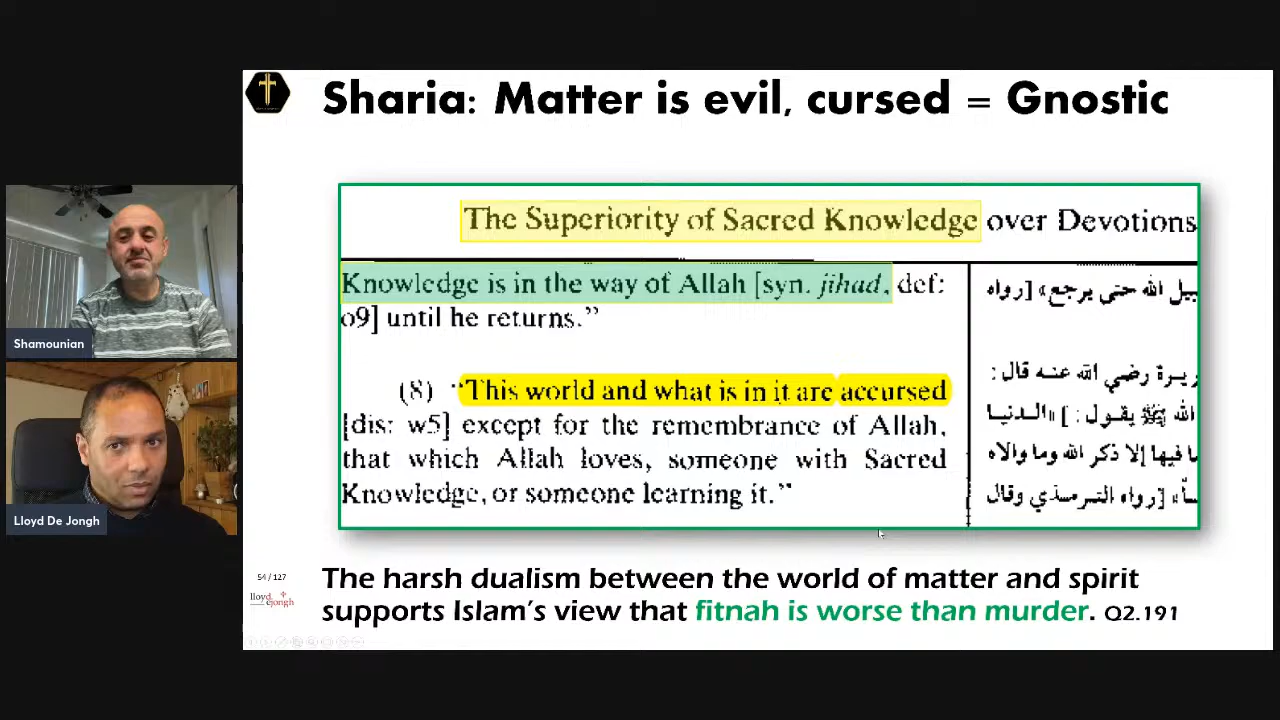 Sharia: Matter is evil, cursed = Gnostic
The Superiority of Sacred Knowledge over Devotions
Knowledge is in the way of Allah [syn. jihad, def:
o9] until he returns.”
(8) “This world and what is in it are accursed
[dis: w5] except for the remembrance of Allah,
that which Allah loves, someone with Sacred
Knowledge, or someone learning it.”
بيل الله حتى يرجع» [رواه
ريرة رضي الله عنه قال :
الله ﷺ يقول : ] «الدنيا
ما فيها إلا ذكر الله وما والاه
[رواه الترمذي وقال
Shamounian
Lloyd De Jongh
54 / 127
lloyd
dejongh
The harsh dualism between the world of matter and spirit
supports Islam’s view that fitnah is worse than murder. Q2.191